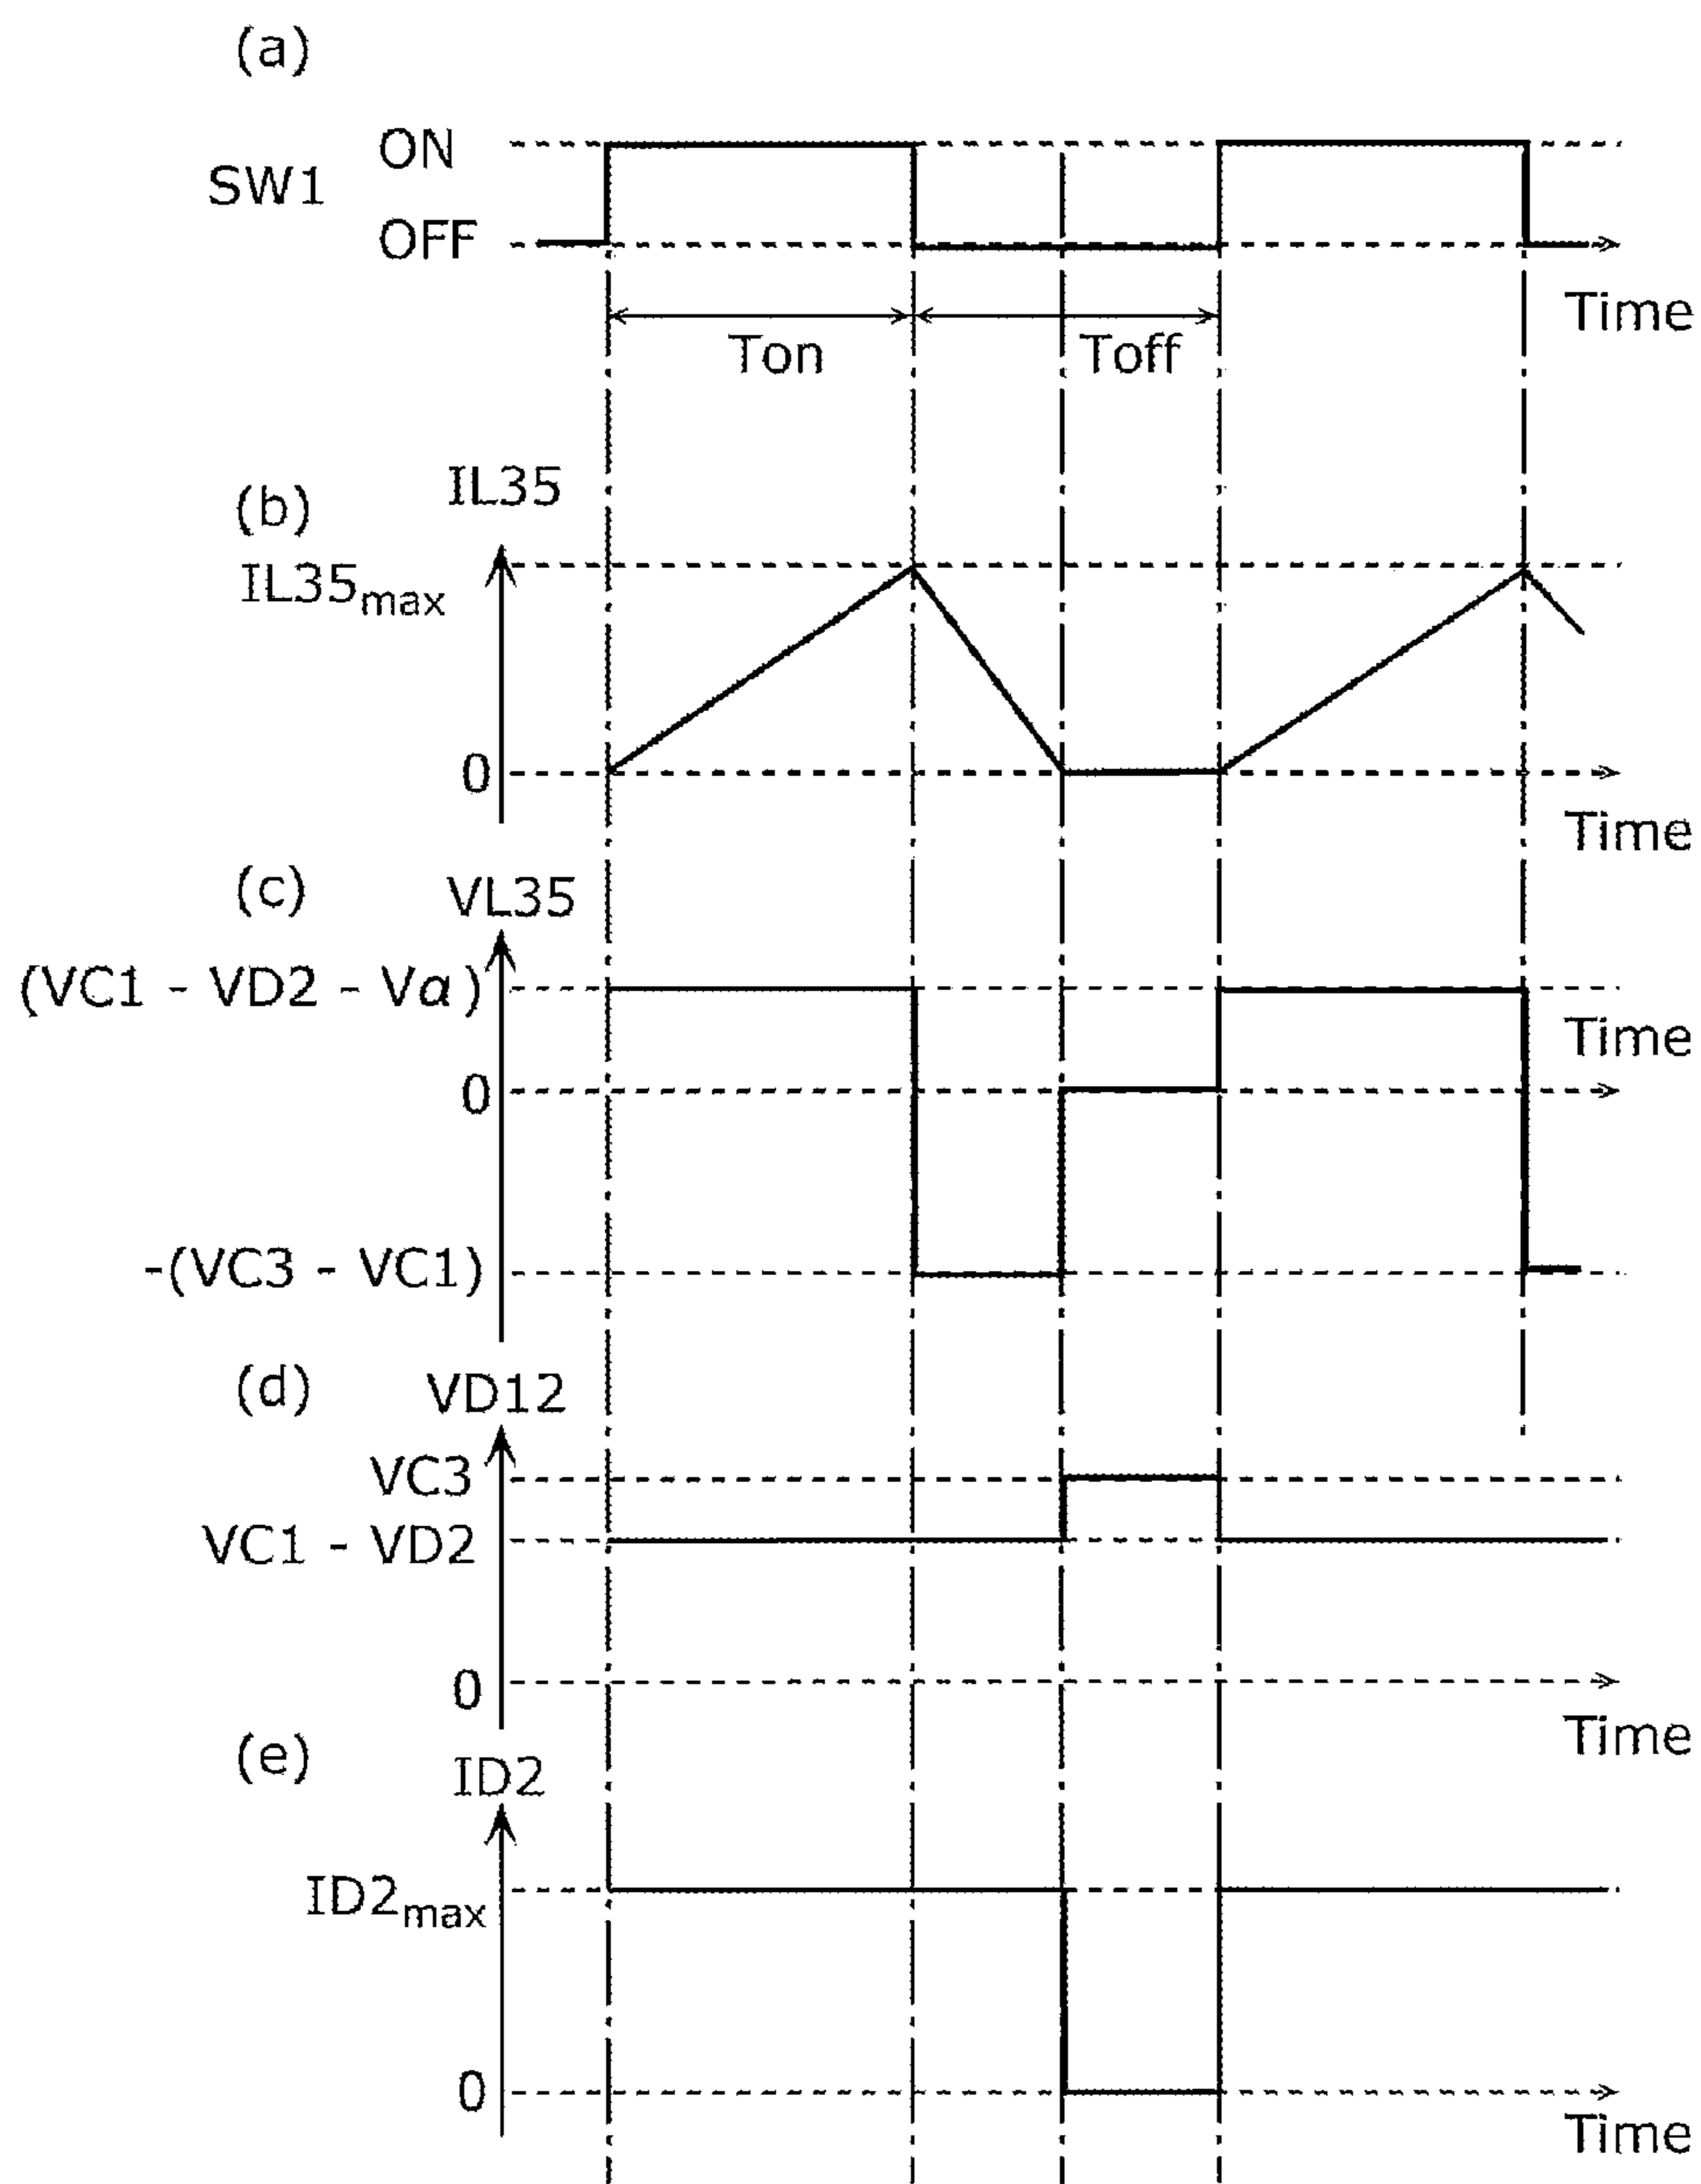 (a)
ON
SW1
OFF
Time
Ton
Toff
IL35
(b)
IL35max
0
Time
(c)
VL35
(VC1 - VD2 - Vα)
Time
0
-(VC3 - VC1)
(d)
VD12
VC3
VC1 - VD2
0
Time
(e)
ID2
ID2max
0
Time